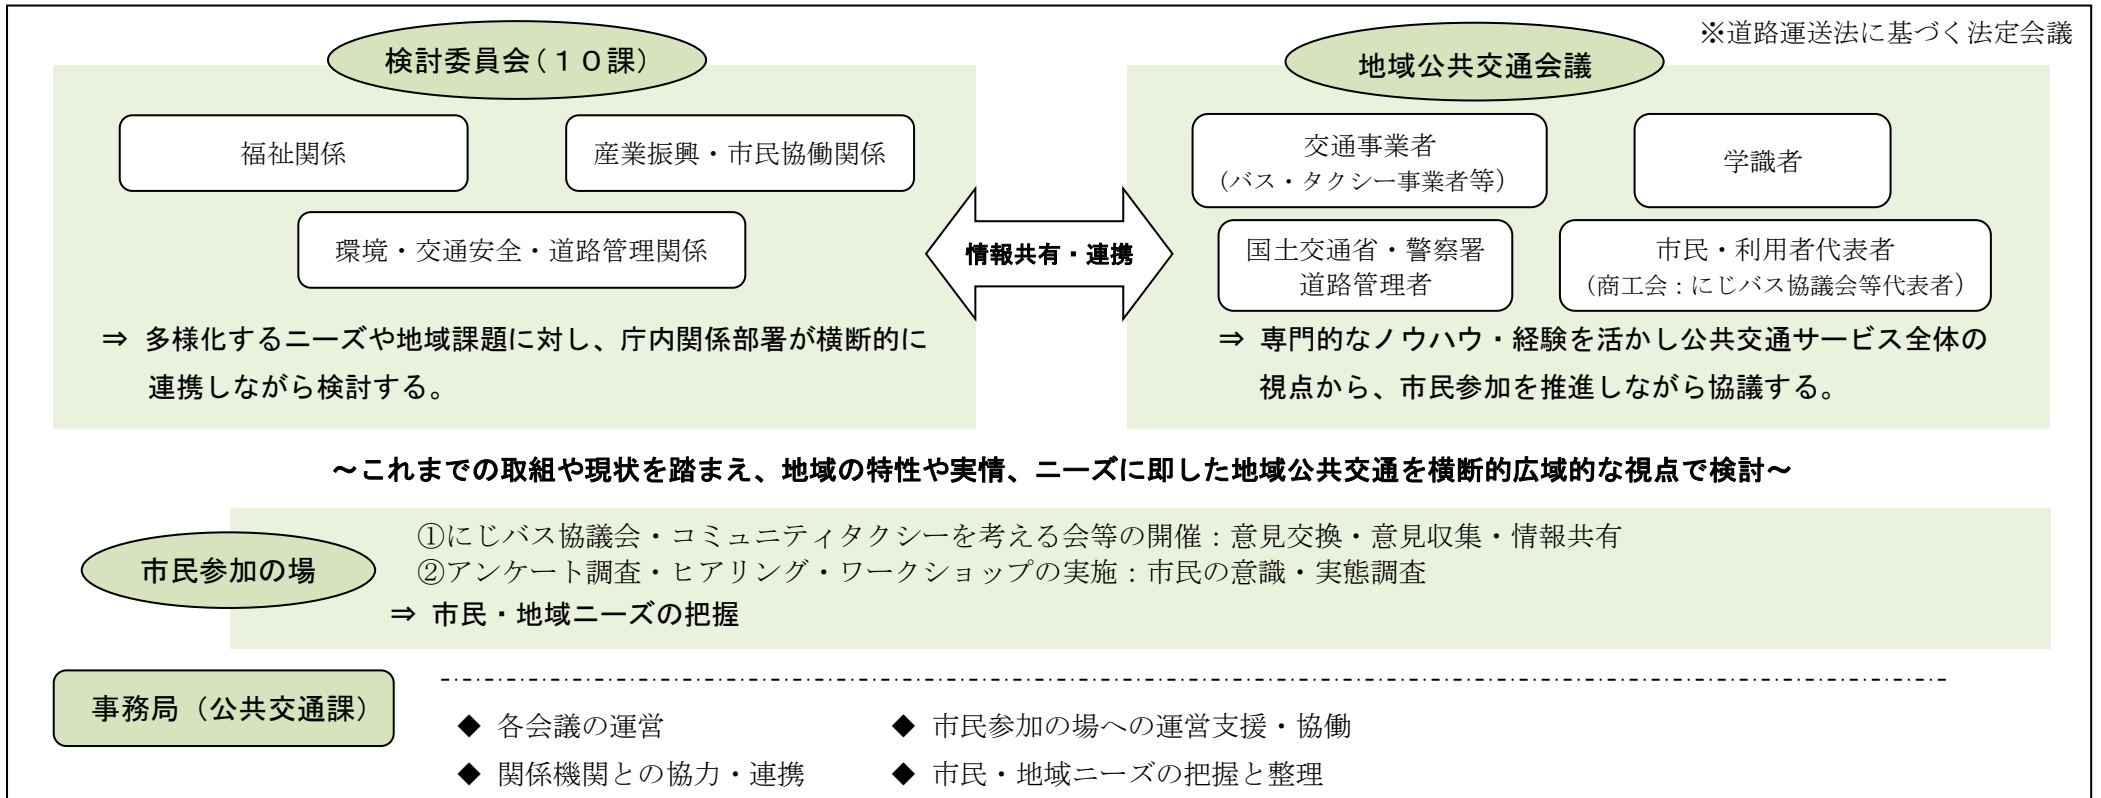 ※道路運送法に基づく法定会議
検討委員会(１０課)
福祉関係
産業振興・市民協働関係
環境・交通安全・道路管理関係
⇒ 多様化するニーズや地域課題に対し、庁内関係部署が横断的に
連携しながら検討する。
情報共有・連携
地域公共交通会議
交通事業者
（バス・タクシー事業者等）
学識者
国土交通省・警察署
道路管理者
市民・利用者代表者
（商工会：にじバス協議会等代表者）
⇒ 専門的なノウハウ・経験を活かし公共交通サービス全体の
視点から、市民参加を推進しながら協議する。
～これまでの取組や現状を踏まえ、地域の特性や実情、ニーズに即した地域公共交通を横断的広域的な視点で検討～
市民参加の場
①にじバス協議会・コミュニティタクシーを考える会等の開催：意見交換・意見収集・情報共有
②アンケート調査・ヒアリング・ワークショップの実施：市民の意識・実態調査
⇒ 市民・地域ニーズの把握
事務局（公共交通課）
◆ 各会議の運営
◆ 市民参加の場への運営支援・協働
◆ 関係機関との協力・連携
◆ 市民・地域ニーズの把握と整理